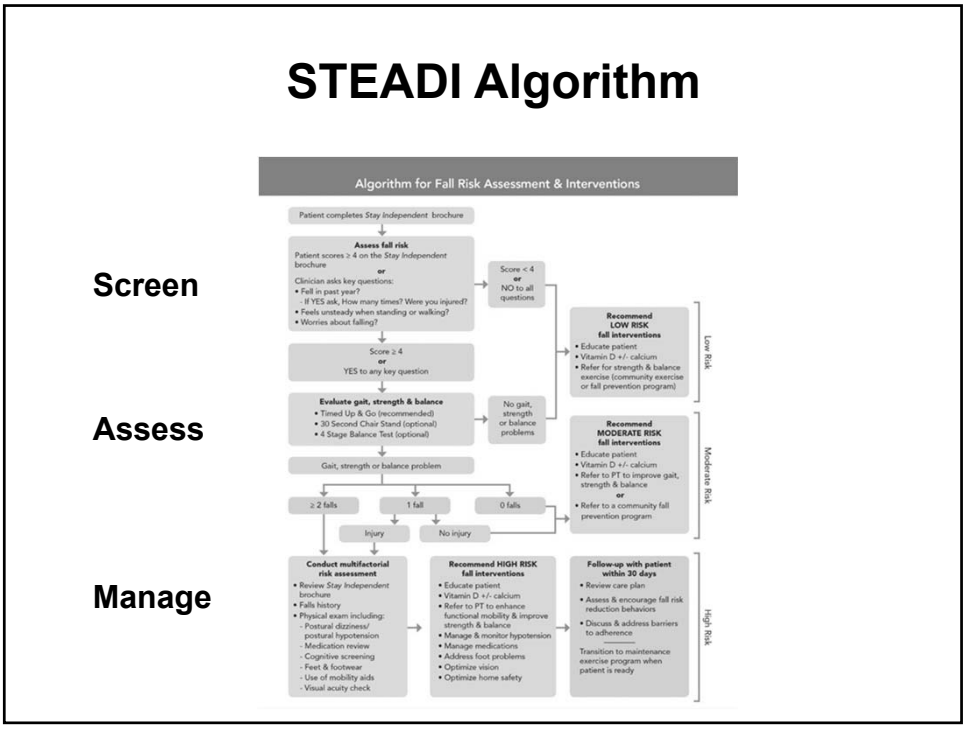 STEADI Algorithm
Algorithm for Fall Risk Assessment & Interventions
Patient completes Stay Independent brochure
Screen
Assess fall risk
Patient scores ≥ 4 on the Stay Independent
brochure
or
Clinician asks key questions:
• Fell in past year?
- If YES ask, How many times? Were you injured?
• Feels unsteady when standing or walking?
• Worries about falling?
Score < 4
or
NO to all
questions
Score ≥ 4
or
YES to any key question
Recommend
LOW RISK
fall interventions
• Educate patient
• Vitamin D +/- calcium
• Refer for strength & balance
exercise (community exercise
or fall prevention program)
Low Risk
Assess
Evaluate gait, strength & balance
• Timed Up & Go (recommended)
• 30 Second Chair Stand (optional)
• 4 Stage Balance Test (optional)
No gait,
strength
or balance
problems
Gait, strength or balance problem
≥ 2 falls
1 fall
0 falls
Injury
No injury
Recommend
MODERATE RISK
fall interventions
• Educate patient
• Vitamin D +/- calcium
• Refer to PT to improve gait,
strength & balance
or
• Refer to a community fall
prevention program
Moderate Risk
Manage
Conduct multifactorial
risk assessment
• Review Stay Independent
brochure
• Falls history
• Physical exam including:
- Postural dizziness/
postural hypotension
- Medication review
- Cognitive screening
- Feet & footwear
- Use of mobility aids
- Visual acuity check
Recommend HIGH RISK
fall interventions
• Educate patient
• Vitamin D +/- calcium
• Refer to PT to enhance
functional mobility & improve
strength & balance
• Manage & monitor hypotension
• Manage medications
• Address foot problems
• Optimize vision
• Optimize home safety
Follow-up with patient
within 30 days
• Review care plan
• Assess & encourage fall risk
reduction behaviors
• Discuss & address barriers
to adherence
Transition to maintenance
exercise program when
patient is ready
High Risk